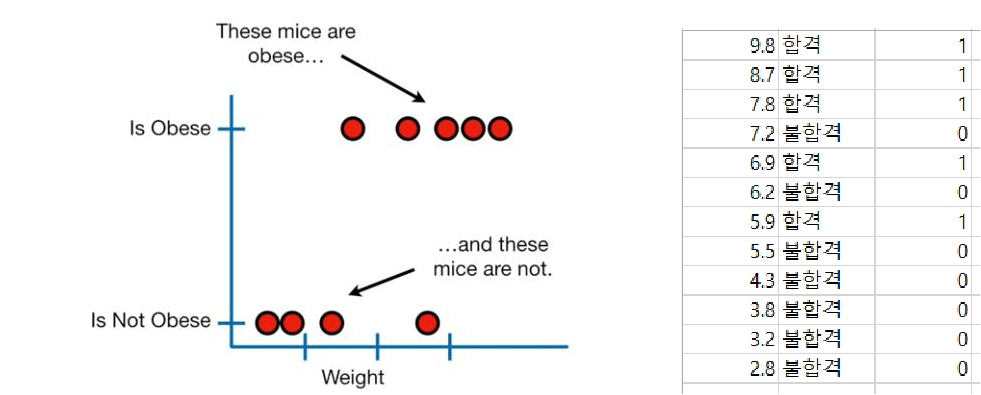 These mice are
obese…
Is Obese
…and these
mice are not.
Is Not Obese
Weight
9.8 합격 1
8.7 합격 1
7.8 합격 1
7.2 불합격 0
6.9 합격 1
6.2 불합격 0
5.9 합격 1
5.5 불합격 0
4.3 불합격 0
3.8 불합격 0
3.2 불합격 0
2.8 불합격 0